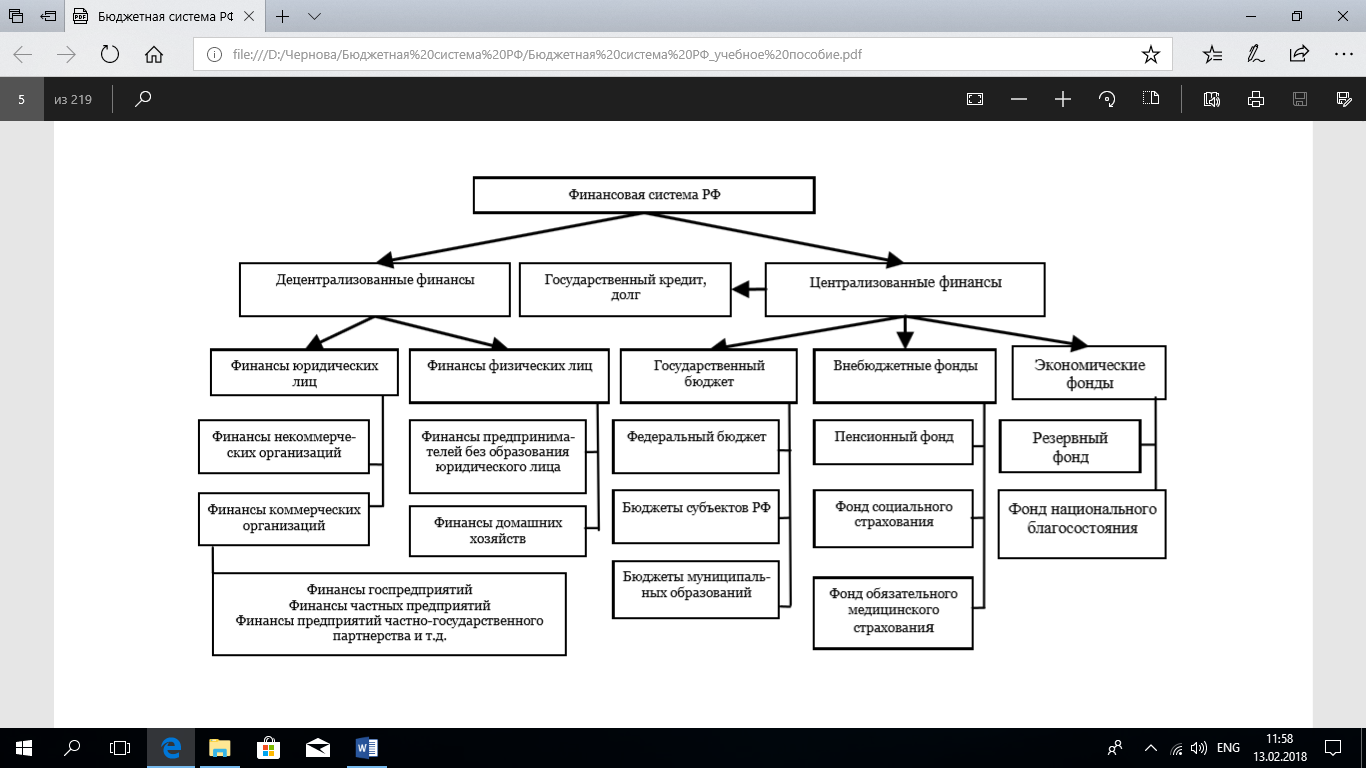 Бюджетная система РФ
file:///D:/Чернова/Бюджетная%20система%20РФ/Бюджетная%20система%20РФ_учебное%20пособие.pdf
5 из 219
Финансовая система РФ
Децентрализованные финансы
Государственный кредит,
долг
Централизованные финансы
Финансы юридических
лиц
Финансы физических лиц
Государственный
бюджет
Внебюджетные фонды
Экономические
фонды
Финансы некоммерче-
ских организаций
Финансы предпринима-
телей без образования
юридического лица
Федеральный бюджет
Пенсионный фонд
Резервный
фонд
Финансы коммерческих
организаций
Финансы домашних
хозяйств
Бюджеты субъектов РФ
Фонд социального
страхования
Фонд национального
благосостояния
Финансы госпредприятий
Финансы частных предприятий
Финансы предприятий частно-государственного
партнерства и т.д.
Бюджеты муниципаль-
ных образований
Фонд обязательного
медицинского
страхования
ENG
11:58
13.02.2018